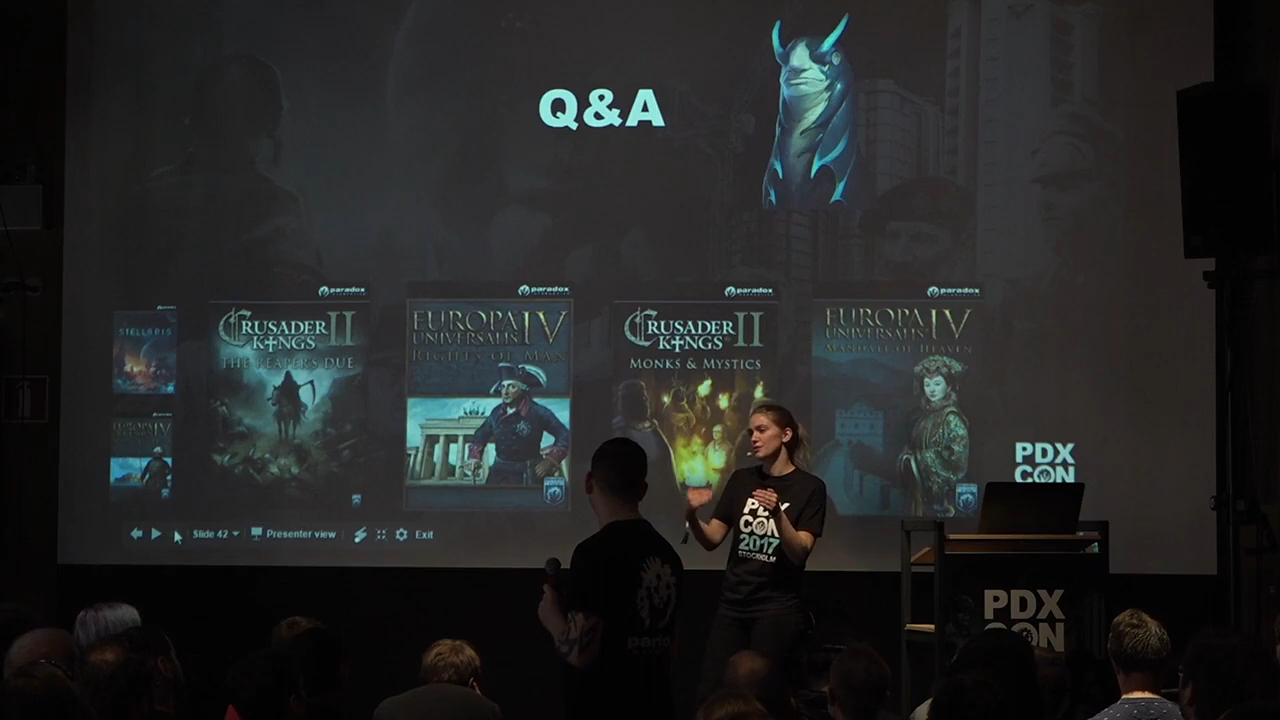 Q&A
paradox
paradox
paradox
paradox
STELLARIS
CRUSADER
KINGS II
THE REAPER'S DUE
EUROPA
UNIVERSALIS IV
RIGHTS OF MAN
CRUSADER
KINGS II
MONKS & MYSTICS
EUROPA
UNIVERSALIS IV
MANDATE OF HEAVEN
EUROPA IV
PDX
CON
Slide 42
Presenter view
Exit
PDX
CON
2017
STOCKHOLM
PDX
CON